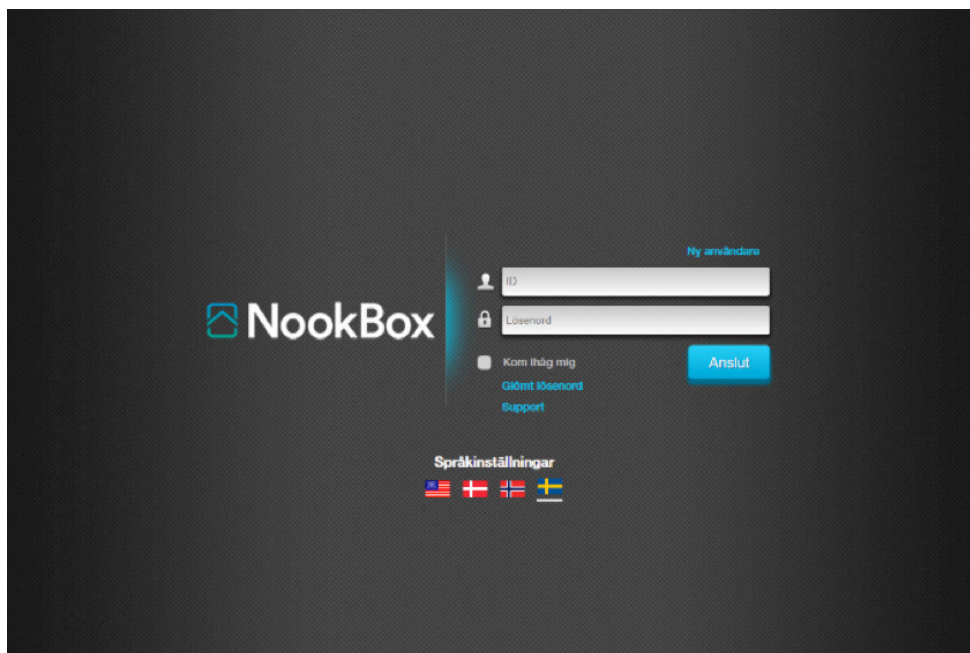 Ny användare
NookBox
ID
Lösenord
Kom ihåg mig
Anslut
Glömt lösenord
Support
Språkinställningar